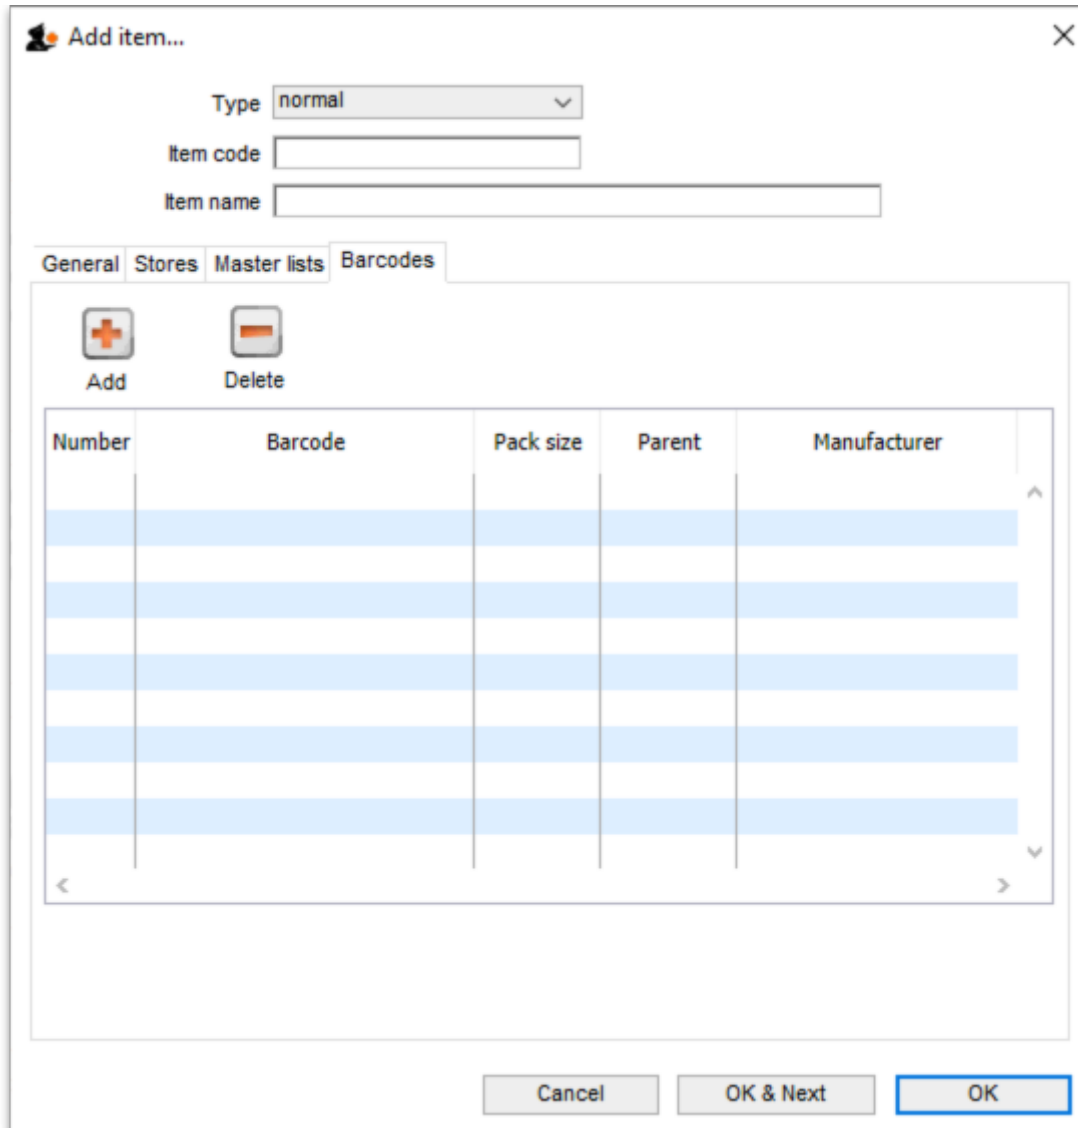 Add item...
Type normal
Item code
Item name
General Stores Master lists Barcodes
Add Delete
Number Barcode Pack size Parent Manufacturer
Cancel OK & Next OK